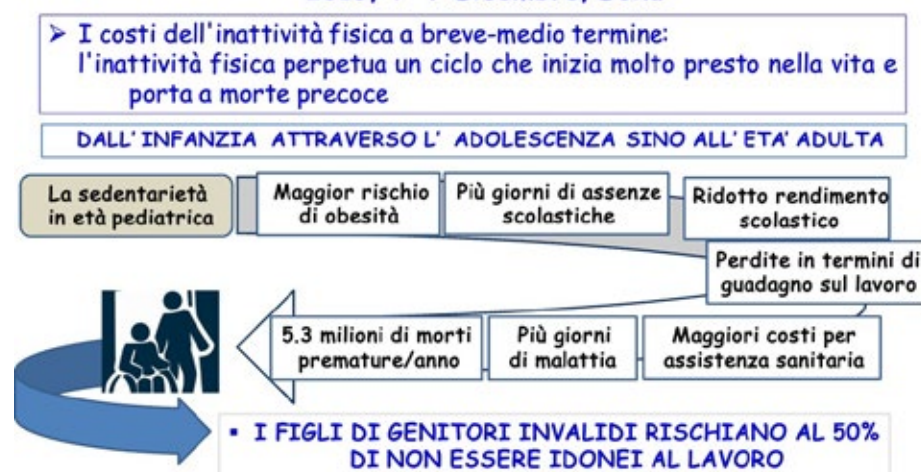 ➤ I costi dell'inattività fisica a breve-medio termine:
l'inattività fisica perpetua un ciclo che inizia molto presto nella vita e
porta a morte precoce
DALL' INFANZIA ATTRAVERSO L' ADOLESCENZA SINO ALL' ETA' ADULTA
La sedentarietà
in età pediatrica
Maggior rischio
di obesità
Più giorni di assenze
scolastiche
Ridotto rendimento
scolastico
Perdite in termini di
guadagno sul lavoro
Maggiori costi per
assistenza sanitaria
Più giorni
di malattia
5.3 milioni di morti
premature/anno
▪ I FIGLI DI GENITORI INVALIDI RISCHIANO AL 50%
DI NON ESSERE IDONEI AL LAVORO